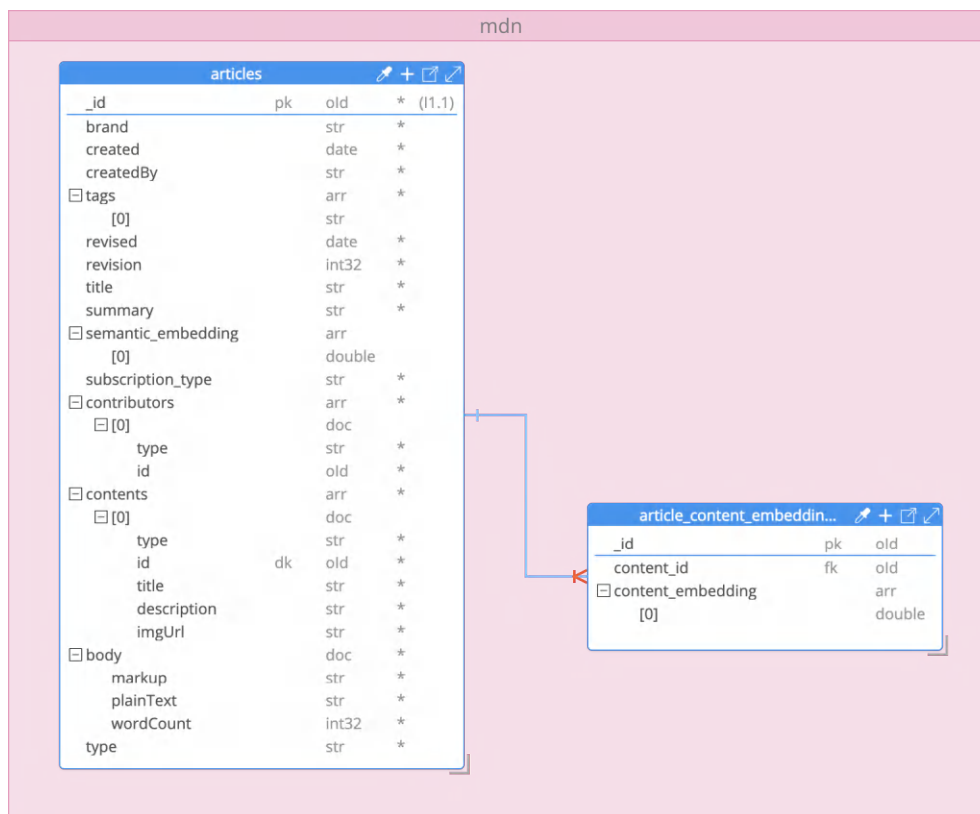 mdn
articles
_id pk oId * (I1.1)
brand str *
created date *
createdBy str *
tags arr *
[0] str
revised date *
revision int32 *
title str *
summary str *
semantic_embedding arr
[0] double
subscription_type str *
contributors arr *
[0] doc
type str *
id oId *
contents arr *
[0] doc
type str *
id dk oId *
title str *
description str *
imgUrl str *
body doc *
markup str *
plainText str *
wordCount int32 *
type str *
article_content_embeddin...
_id pk oId
content_id fk oId
content_embedding arr
[0] double